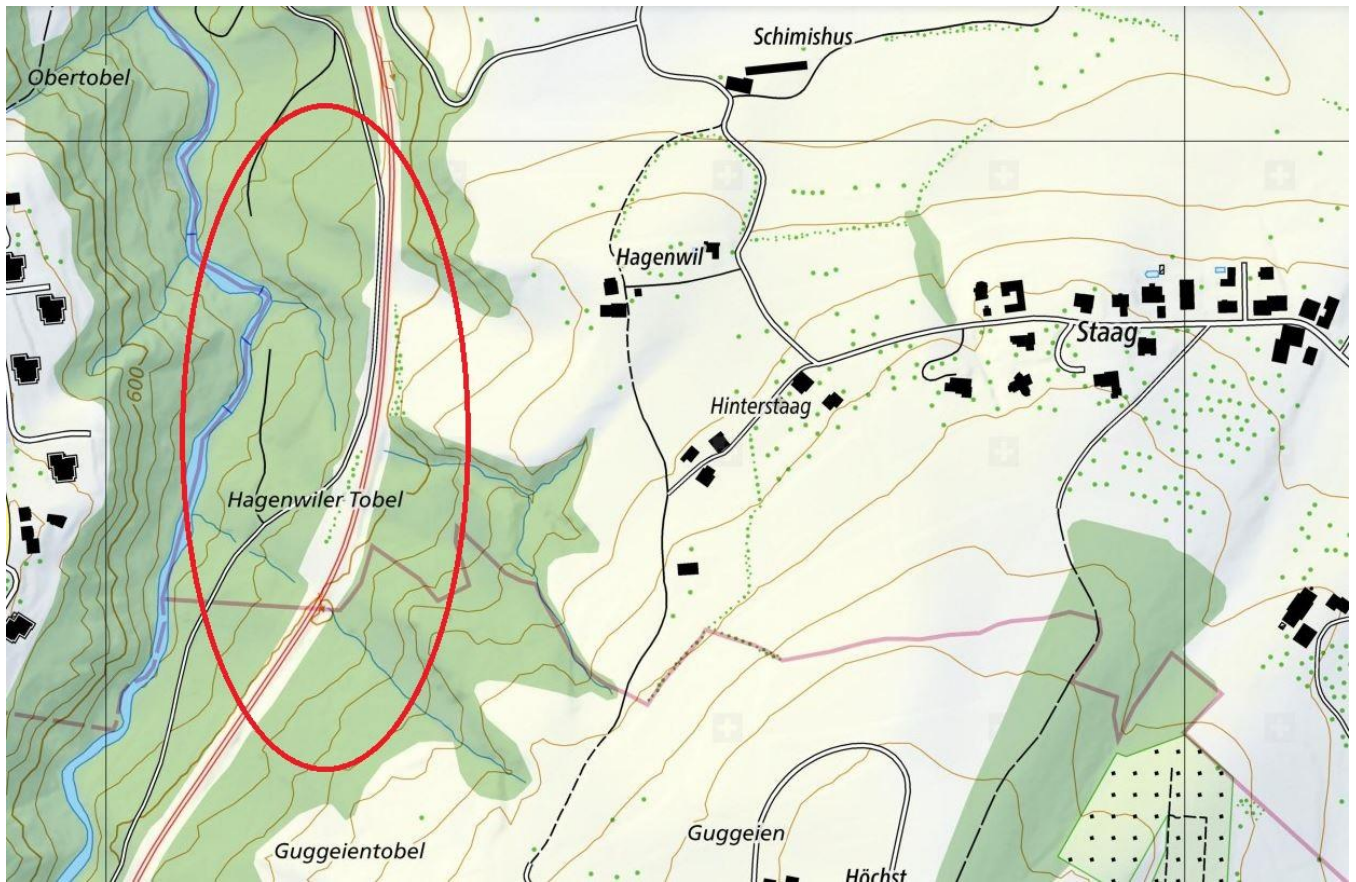 Schimishus
Obertobel
Hagenwil
Staag
600
Hinterstaag
Hagenwiler Tobel
Guggeien
Guggeientobel
Höchst